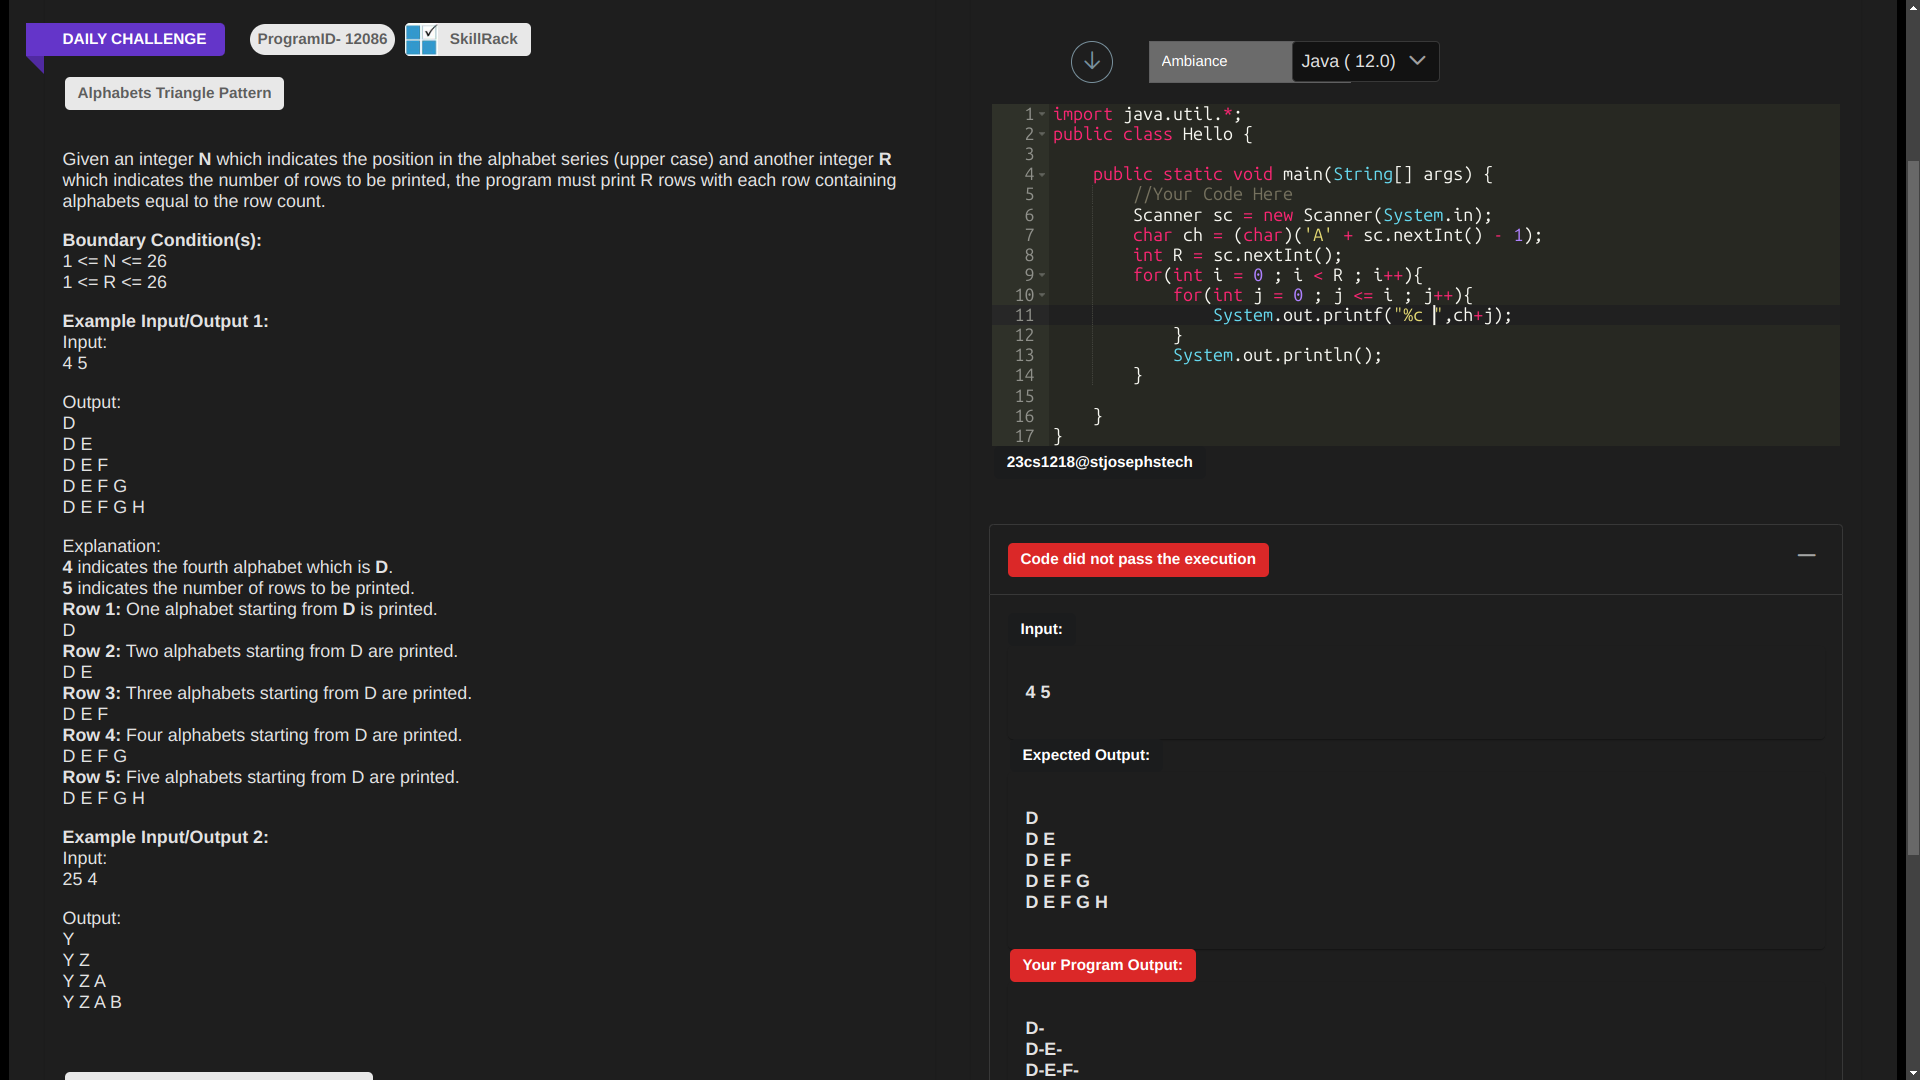 DAILY CHALLENGE
ProgramID- 12086
SkillRack
Alphabets Triangle Pattern
Given an integer N which indicates the position in the alphabet series (upper case) and another integer R
which indicates the number of rows to be printed, the program must print R rows with each row containing
alphabets equal to the row count.
Boundary Condition(s):
1 <= N <= 26
1 <= R <= 26
Example Input/Output 1:
Input:
4 5
Output:
D
D E
D E F
D E F G
D E F G H
Explanation:
4 indicates the fourth alphabet which is D.
5 indicates the number of rows to be printed.
Row 1: One alphabet starting from D is printed.
D
Row 2: Two alphabets starting from D are printed.
D E
Row 3: Three alphabets starting from D are printed.
D E F
Row 4: Four alphabets starting from D are printed.
D E F G
Row 5: Five alphabets starting from D are printed.
D E F G H
Example Input/Output 2:
Input:
25 4
Output:
Y
Y Z
Y Z A
Y Z A B
Ambiance
Java ( 12.0)
1 import java.util.*;
2 public class Hello {
3
4     public static void main(String[] args) {
5         //Your Code Here
6         Scanner sc = new Scanner(System.in);
7         char ch = (char)('A' + sc.nextInt() - 1);
8         int R = sc.nextInt();
9         for(int i = 0 ; i < R ; i++){
10             for(int j = 0 ; j <= i ; j++){
11                 System.out.printf("%c ",ch+j);
12             }
13             System.out.println();
14         }
15
16     }
17 }
23cs1218@stjosephstech
Code did not pass the execution
Input:
4 5
Expected Output:
D
D E
D E F
D E F G
D E F G H
Your Program Output:
D-
D-E-
D-E-F-